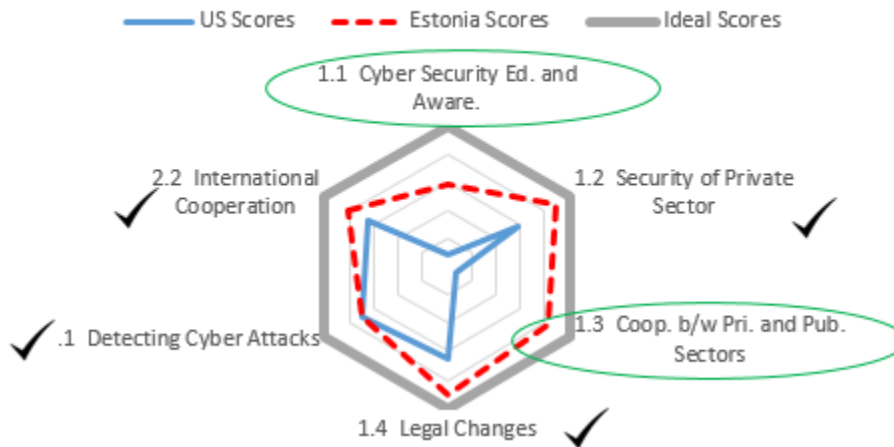 US Scores Estonia Scores Ideal Scores
1.1 Cyber Security Ed. and
Aware.
2.2 International
Cooperation
1.2 Security of Private
Sector
.1 Detecting Cyber Attacks
1.3 Coop. b/w Pri. and Pub.
Sectors
1.4 Legal Changes